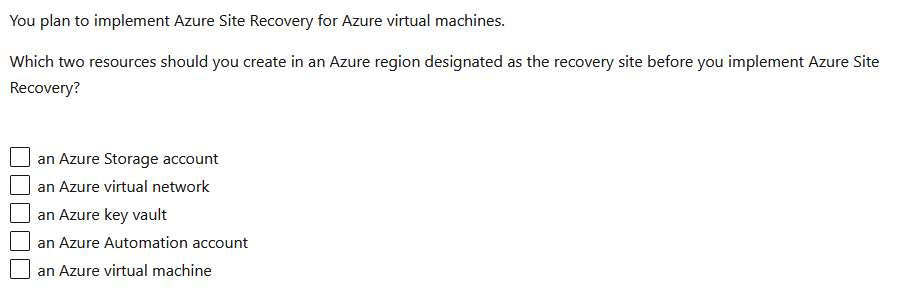 You plan to implement Azure Site Recovery for Azure virtual machines.
Which two resources should you create in an Azure region designated as the recovery site before you implement Azure Site
Recovery?
an Azure Storage account
an Azure virtual network
an Azure key vault
an Azure Automation account
an Azure virtual machine